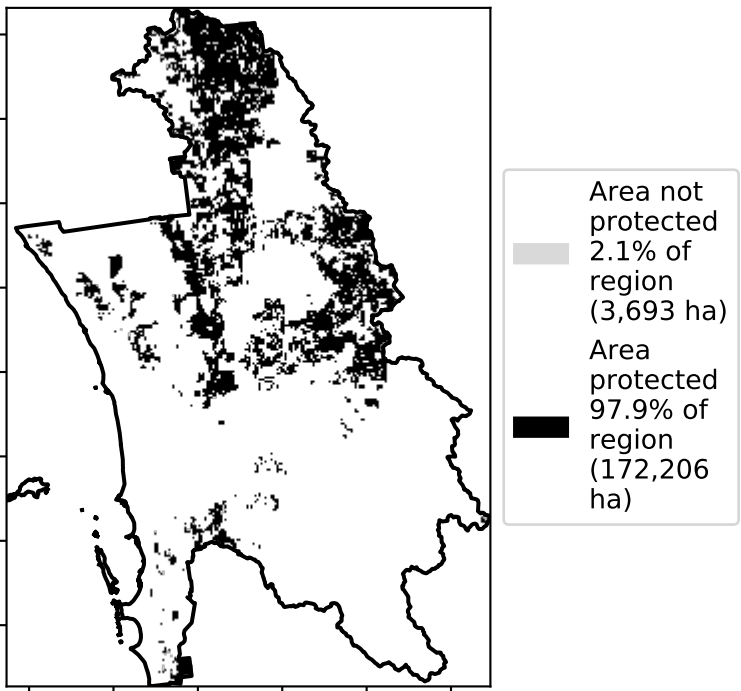 Area not
protected
2.1% of
region
(3,693 ha)
Area
protected
97.9% of
region
(172,206
ha)